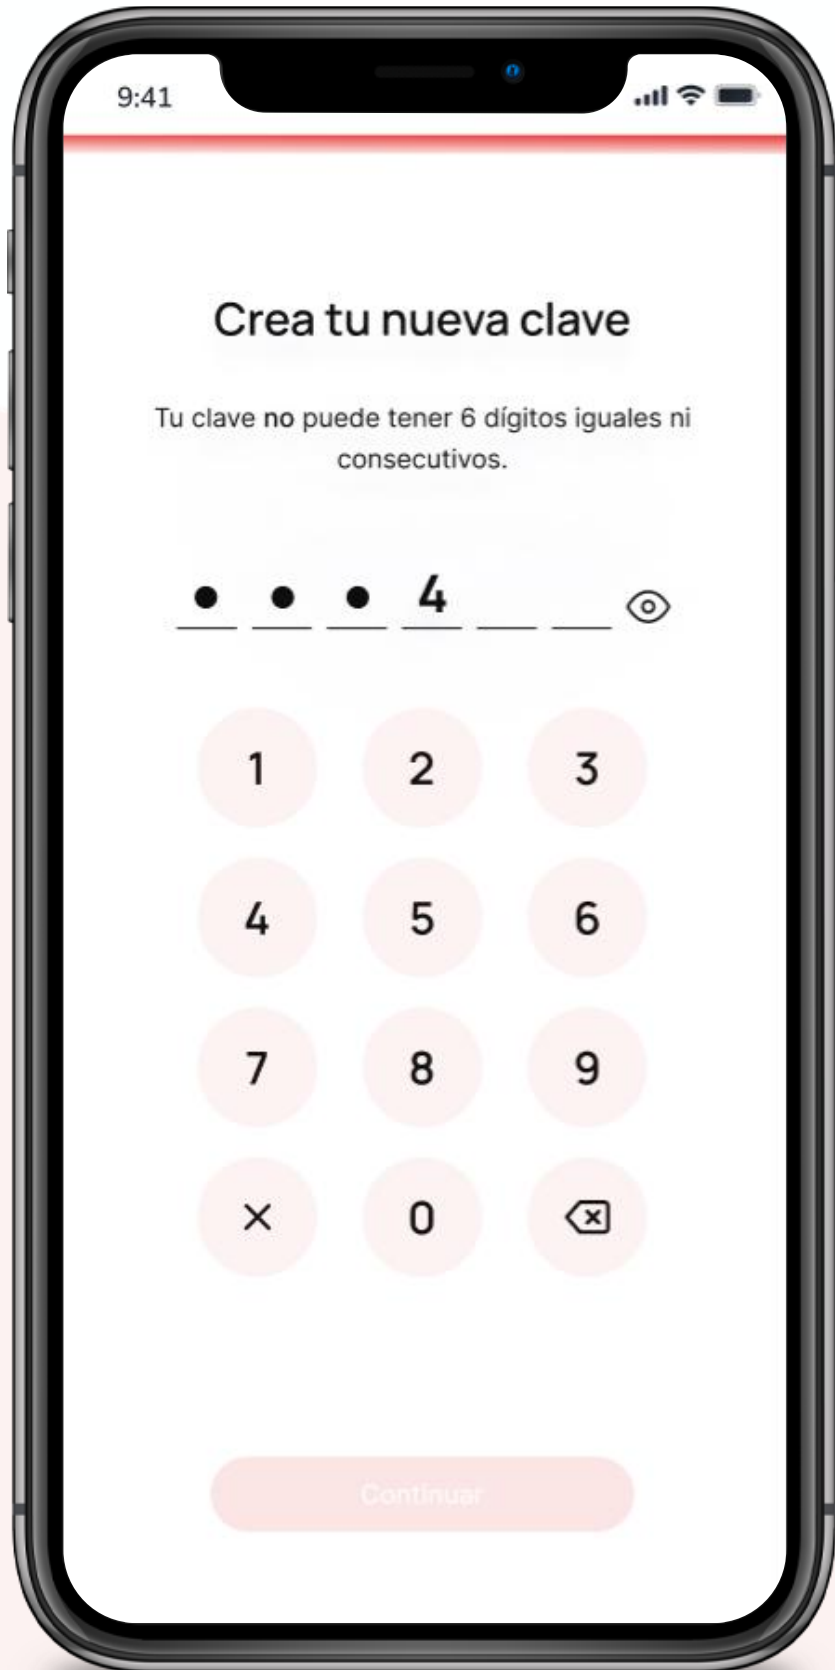 9:41
Crea tu nueva clave
Tu clave no puede tener 6 dígitos iguales ni
consecutivos.
4
1 2 3
4 5 6
7 8 9
0
Continuar